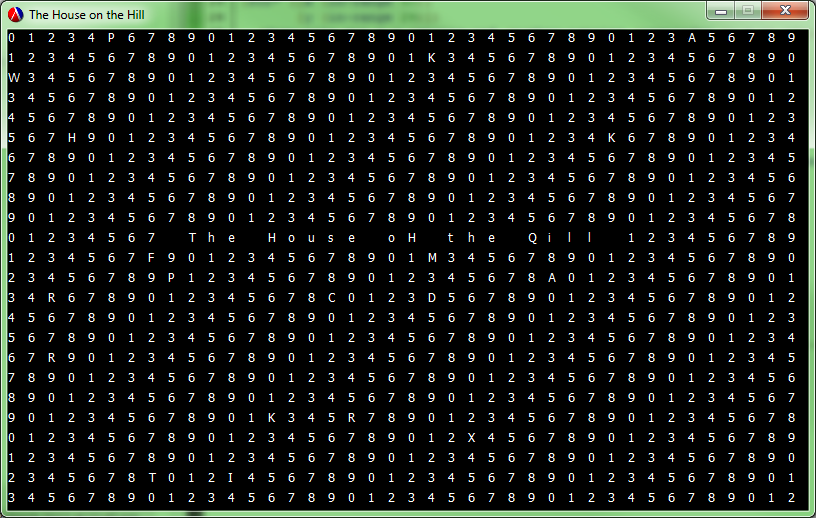 The House on the Hill
0 1 2 3 4 P 6 7 8 9 0 1 2 3 4 5 6 7 8 9 0 1 2 3 4 5 6 7 8 9 0 1 2 3 A 5 6 7 8 9
1 2 3 4 5 6 7 8 9 0 1 2 3 4 5 6 7 8 9 0 1 K 3 4 5 6 7 8 9 0 1 2 3 4 5 6 7 8 9 0
W 3 4 5 6 7 8 9 0 1 2 3 4 5 6 7 8 9 0 1 2 3 4 5 6 7 8 9 0 1 2 3 4 5 6 7 8 9 0 1
3 4 5 6 7 8 9 0 1 2 3 4 5 6 7 8 9 0 1 2 3 4 5 6 7 8 9 0 1 2 3 4 5 6 7 8 9 0 1 2
4 5 6 7 8 9 0 1 2 3 4 5 6 7 8 9 0 1 2 3 4 5 6 7 8 9 0 1 2 3 4 5 6 7 8 9 0 1 2 3
5 6 7 H 9 0 1 2 3 4 5 6 7 8 9 0 1 2 3 4 5 6 7 8 9 0 1 2 3 4 K 6 7 8 9 0 1 2 3 4
6 7 8 9 0 1 2 3 4 5 6 7 8 9 0 1 2 3 4 5 6 7 8 9 0 1 2 3 4 5 6 7 8 9 0 1 2 3 4 5
7 8 9 0 1 2 3 4 5 6 7 8 9 0 1 2 3 4 5 6 7 8 9 0 1 2 3 4 5 6 7 8 9 0 1 2 3 4 5 6
8 9 0 1 2 3 4 5 6 7 8 9 0 1 2 3 4 5 6 7 8 9 0 1 2 3 4 5 6 7 8 9 0 1 2 3 4 5 6 7
9 0 1 2 3 4 5 6 7 8 9 0 1 2 3 4 5 6 7 8 9 0 1 2 3 4 5 6 7 8 9 0 1 2 3 4 5 6 7 8
0 1 2 3 4 5 6 7   T h e   H o u s e   o H   t h e   Q i l l   1 2 3 4 5 6 7 8 9
1 2 3 4 5 6 7 F 9 0 1 2 3 4 5 6 7 8 9 0 1 M 3 4 5 6 7 8 9 0 1 2 3 4 5 6 7 8 9 0
2 3 4 5 6 7 8 9 P 1 2 3 4 5 6 7 8 9 0 1 2 3 4 5 6 7 8 A 0 1 2 3 4 5 6 7 8 9 0 1
3 4 R 6 7 8 9 0 1 2 3 4 5 6 7 8 C 0 1 2 3 D 5 6 7 8 9 0 1 2 3 4 5 6 7 8 9 0 1 2
4 5 6 7 8 9 0 1 2 3 4 5 6 7 8 9 0 1 2 3 4 5 6 7 8 9 0 1 2 3 4 5 6 7 8 9 0 1 2 3
5 6 7 8 9 0 1 2 3 4 5 6 7 8 9 0 1 2 3 4 5 6 7 8 9 0 1 2 3 4 5 6 7 8 9 0 1 2 3 4
6 7 R 9 0 1 2 3 4 5 6 7 8 9 0 1 2 3 4 5 6 7 8 9 0 1 2 3 4 5 6 7 8 9 0 1 2 3 4 5
7 8 9 0 1 2 3 4 5 6 7 8 9 0 1 2 3 4 5 6 7 8 9 0 1 2 3 4 5 6 7 8 9 0 1 2 3 4 5 6
8 9 0 1 2 3 4 5 6 7 8 9 0 1 2 3 4 5 6 7 8 9 0 1 2 3 4 5 6 7 8 9 0 1 2 3 4 5 6 7
9 0 1 2 3 4 5 6 7 8 9 0 1 K 3 4 5 R 7 8 9 0 1 2 3 4 5 6 7 8 9 0 1 2 3 4 5 6 7 8
0 1 2 3 4 5 6 7 8 9 0 1 2 3 4 5 6 7 8 9 0 1 2 X 4 5 6 7 8 9 0 1 2 3 4 5 6 7 8 9
1 2 3 4 5 6 7 8 9 0 1 2 3 4 5 6 7 8 9 0 1 2 3 4 5 6 7 8 9 0 1 2 3 4 5 6 7 8 9 0
2 3 4 5 6 7 8 T 0 1 2 I 4 5 6 7 8 9 0 1 2 3 4 5 6 7 8 9 0 1 2 3 4 5 6 7 8 9 0 1
3 4 5 6 7 8 9 0 1 2 3 4 5 6 7 8 9 0 1 2 3 4 5 6 7 8 9 0 1 2 3 4 5 6 7 8 9 0 1 2